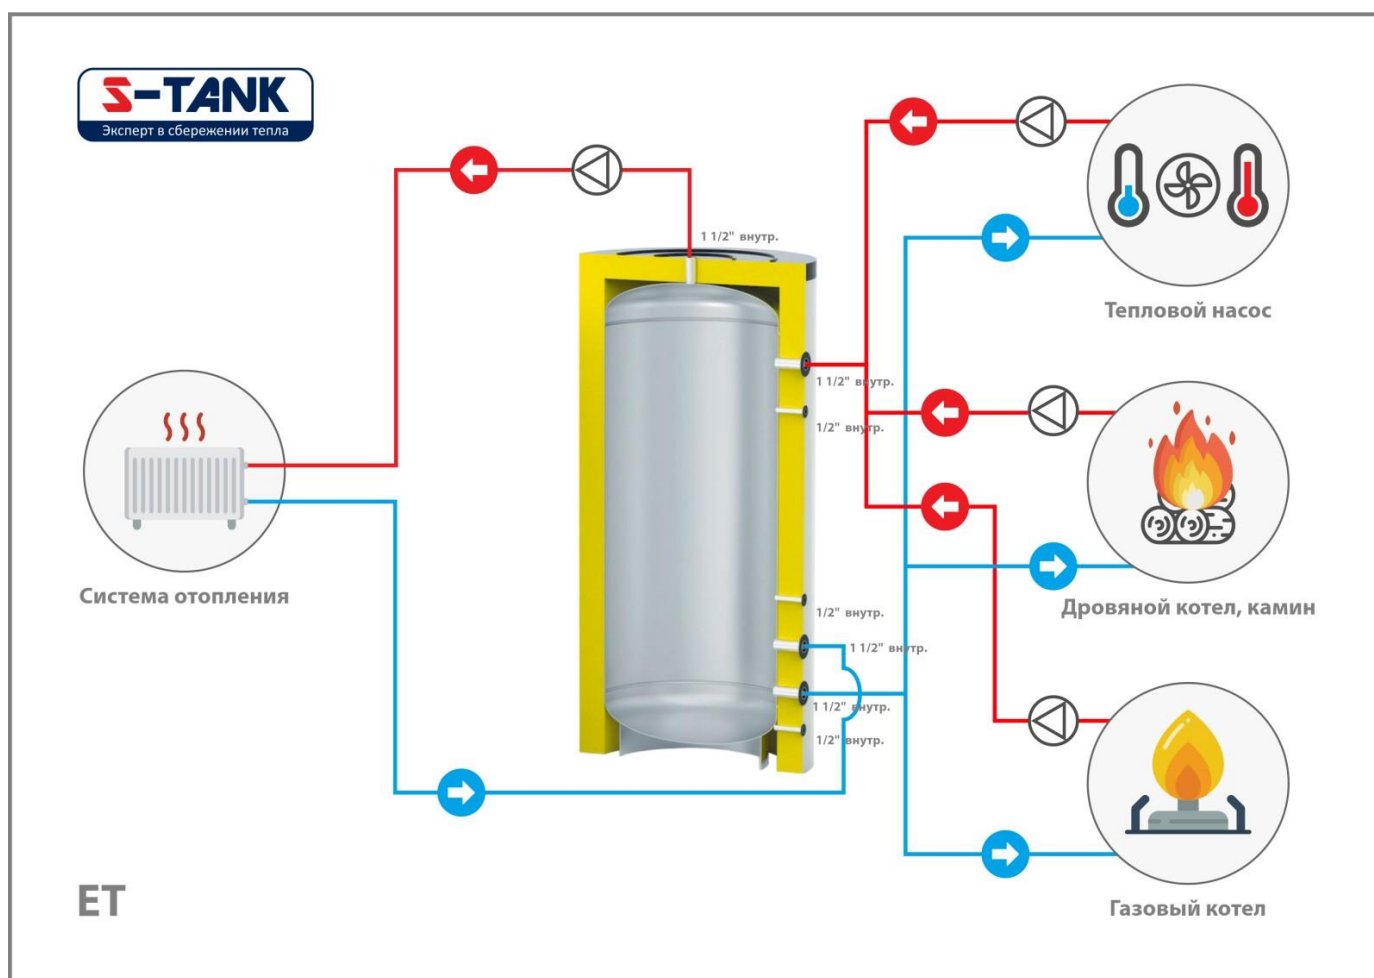 S-TANK
Эксперт в сбережении тепла
1 1/2" внутр.
Тепловой насос
1 1/2" внутр.
1/2" внутр.
Система отопления
Дровяной котел, камин
1/2" внутр.
1 1/2" внутр.
1 1/2" внутр.
1/2" внутр.
ET
Газовый котел